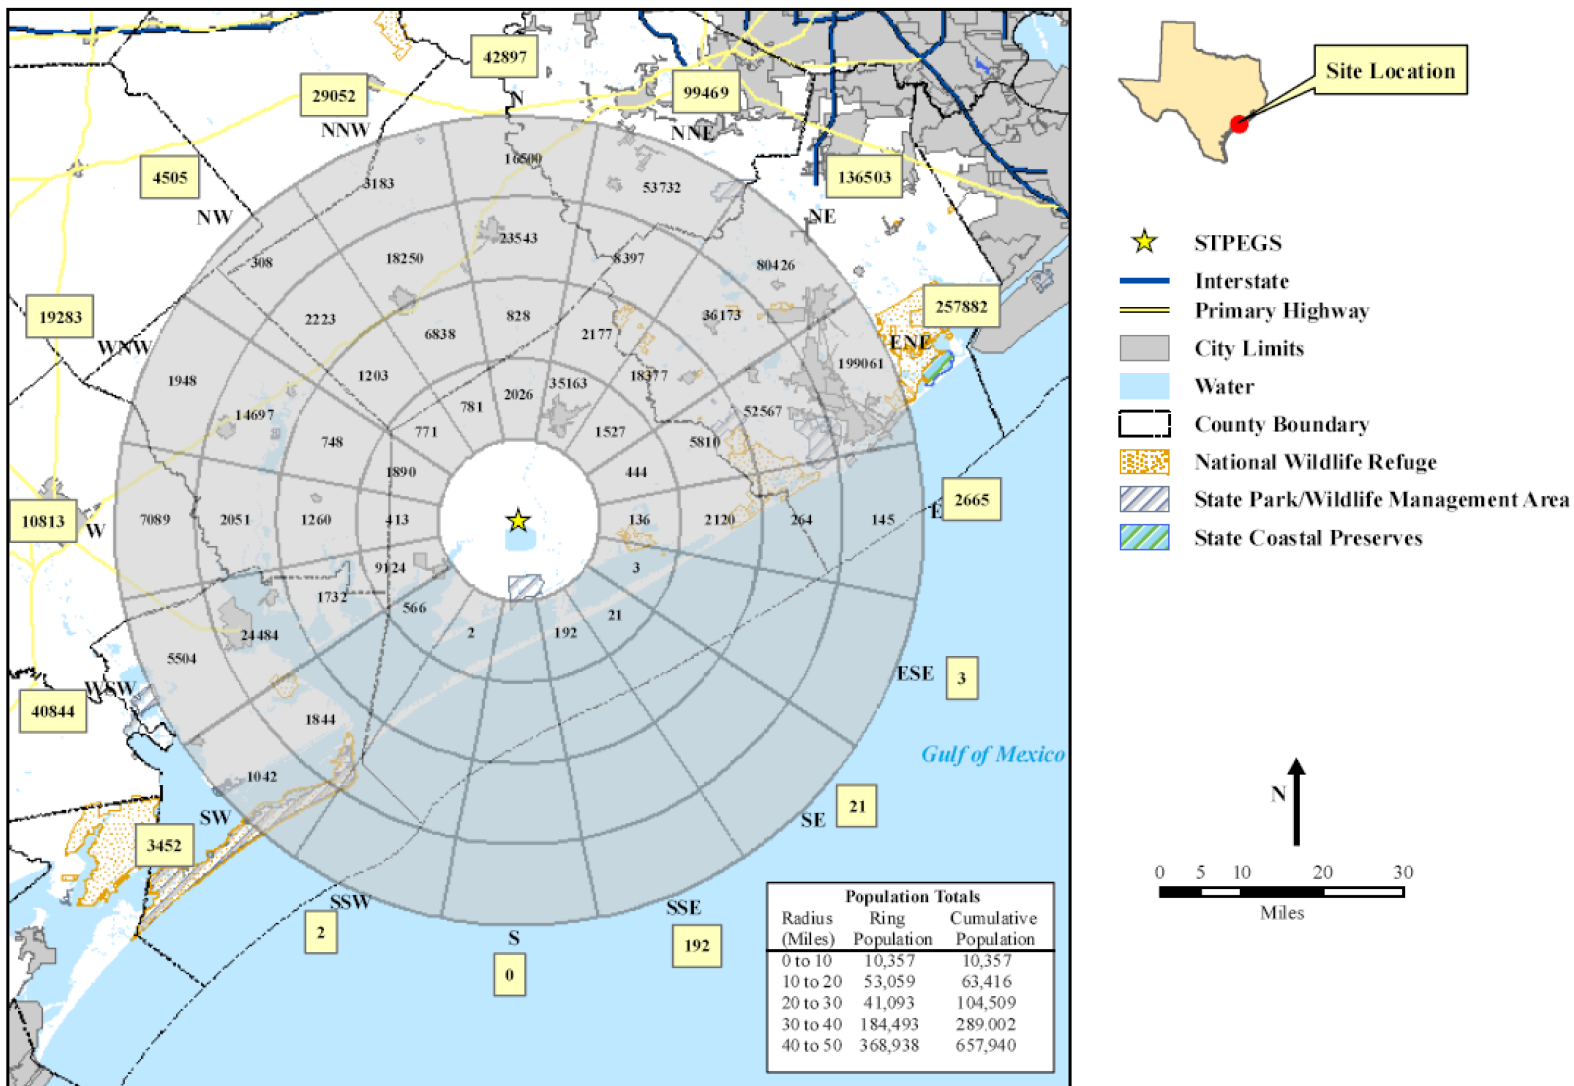 42897
N
29052
NNW
99469
NNE
4505
NW
136503
NE
19283
WNW
257882
ENE
10813
W
2665
E
40844
WSW
3
ESE
3452
SW
21
SE
2
SSW
0
S
192
SSE
16500
3183
53732
308
23543
18250
8397
80426
2223
6838
828
2177
36173
1948
1203
781
2026
35163
18377
199061
14697
748
771
1527
5810
52567
1890
444
7089
2051
1260
413
136
2120
264
145
9124
3
1732
566
2
192
21
24484
5504
1844
1042
Gulf of Mexico
Population Totals
Radius Ring Cumulative
(Miles) Population Population
0 to 10 10,357 10,357
10 to 20 53,059 63,416
20 to 30 41,093 104,509
30 to 40 184,493 289.002
40 to 50 368,938 657,940
Site Location
STPEGS
Interstate
Primary Highway
City Limits
Water
County Boundary
National Wildlife Refuge
State Park/Wildlife Management Area
State Coastal Preserves
N
0 5 10 20 30
Miles